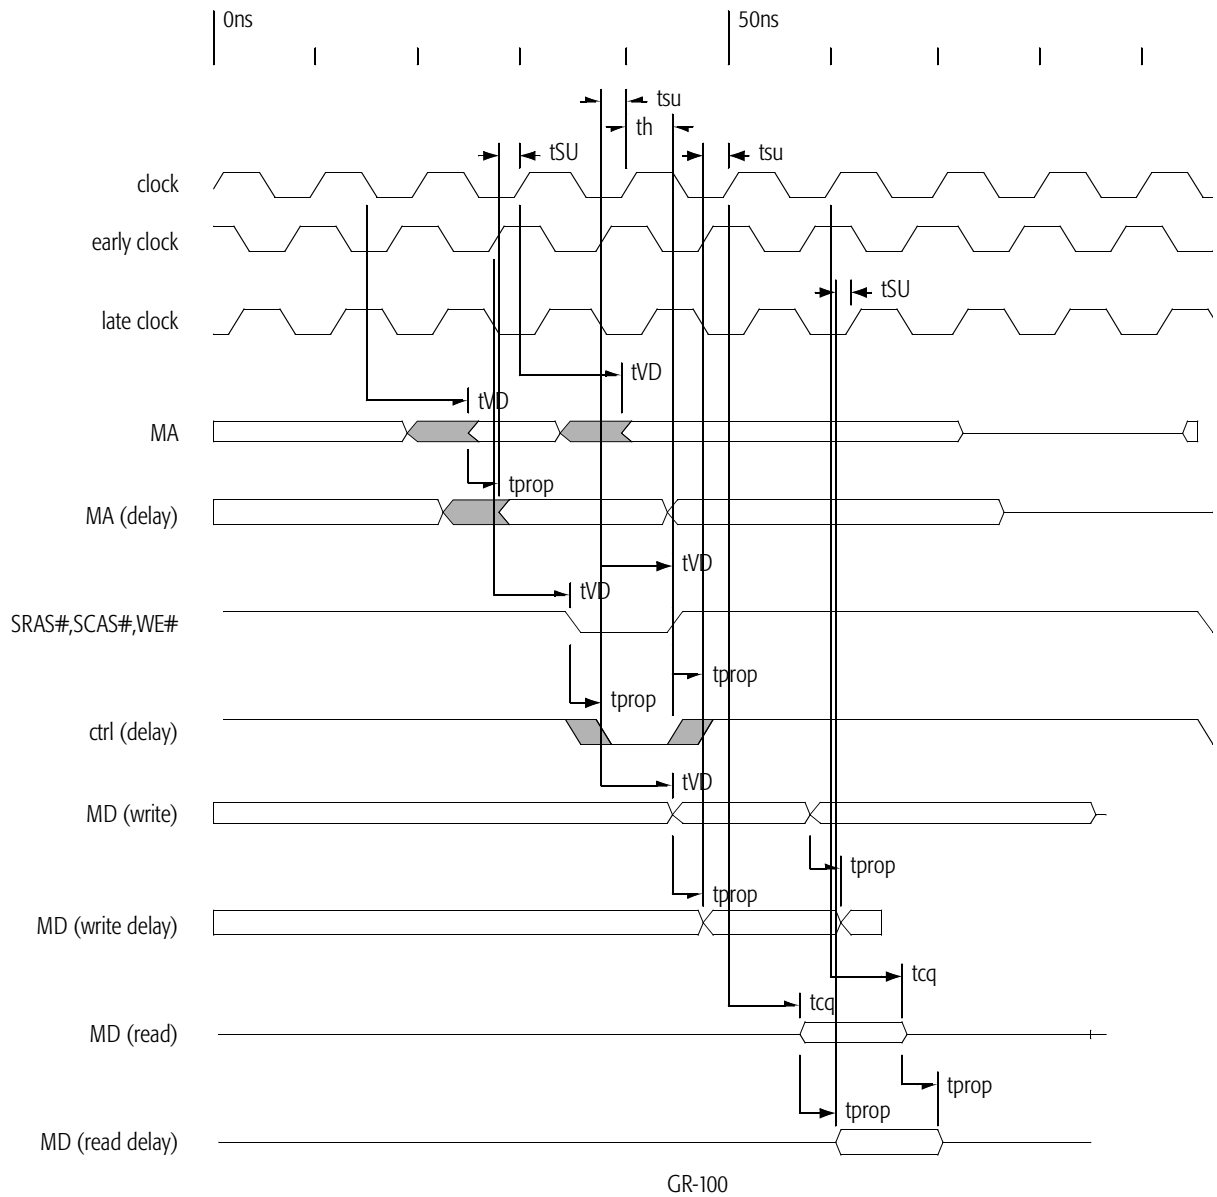 0ns 50ns
tsu
th
tSU tsu
clock
early clock
tSU
late clock
tVD
tVD
MA
tprop
MA (delay)
tVD
tVD
SRAS#,SCAS#,WE#
tprop
tprop
ctrl (delay)
tVD
MD (write)
tprop
tprop
MD (write delay)
tcq
tcq
MD (read)
tprop
tprop
MD (read delay)
GR-100